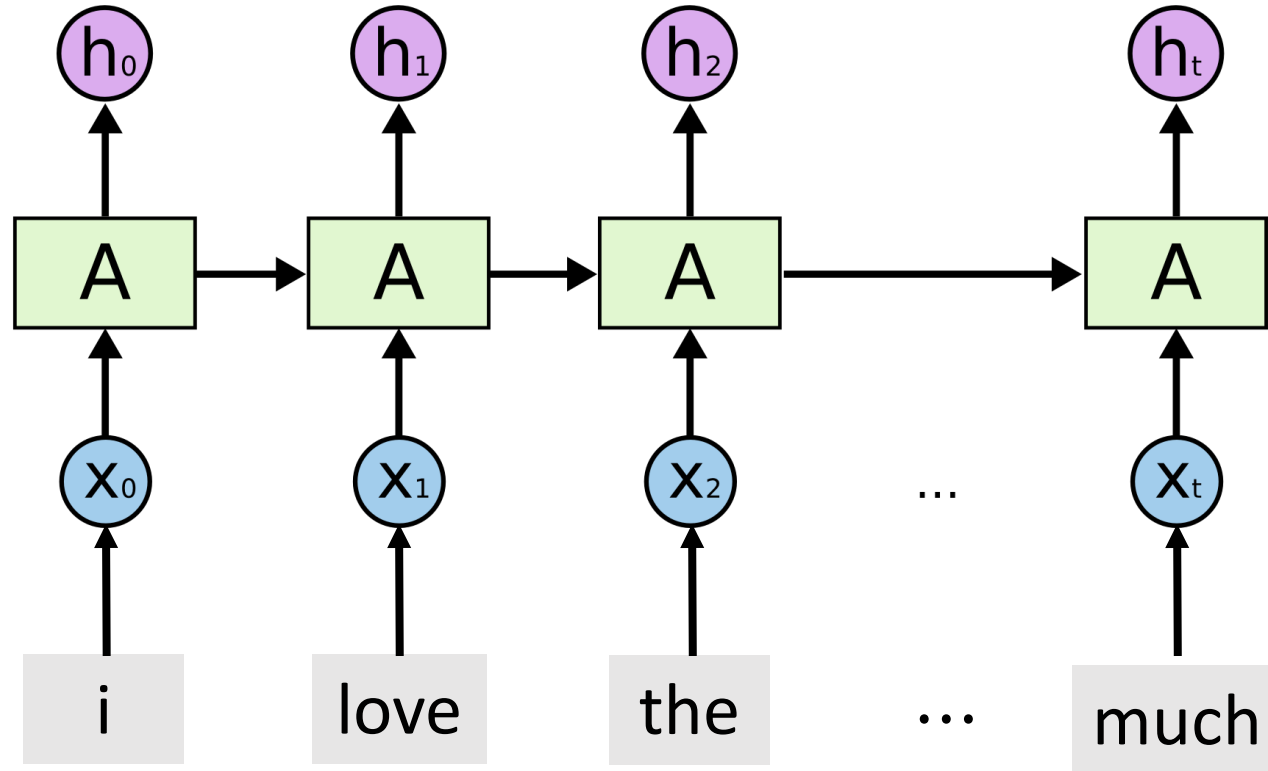 h₀ h₁ h₂ hₜ
A A A A
x₀ x₁ x₂ ... xₜ
i love the ... much